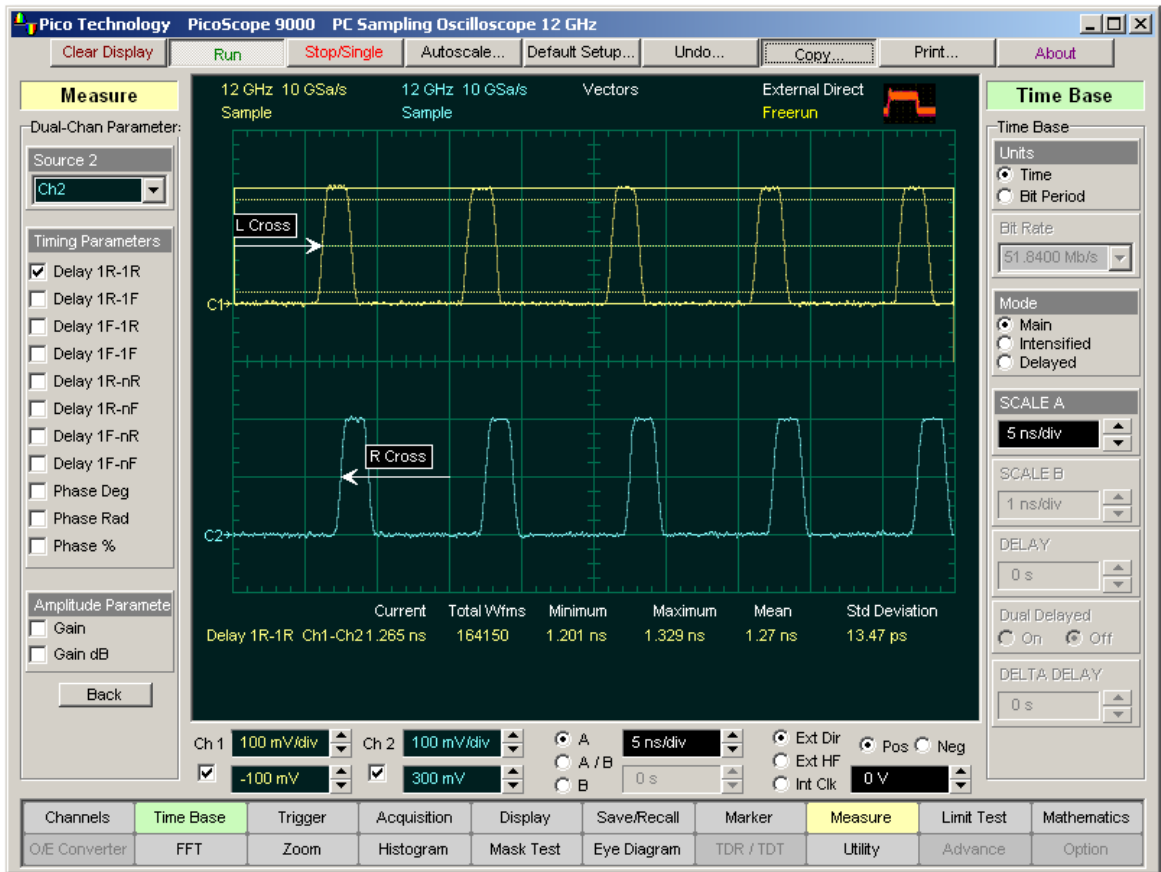 Pico Technology PicoScope 9000 PC Sampling Oscilloscope 12 GHz
Clear Display Run Stop/Single Autoscale... Default Setup... Undo... Copy... Print... About
Measure
Dual-Chan Parameter:
Source 2
Ch2
Timing Parameters
Delay 1R-1R
Delay 1R-1F
Delay 1F-1R
Delay 1F-1F
Delay 1R-nR
Delay 1R-nF
Delay 1F-nR
Delay 1F-nF
Phase Deg
Phase Rad
Phase %
Amplitude Paramete
Gain
Gain dB
Back
12 GHz 10 GSa/s 12 GHz 10 GSa/s Vectors External Direct
Sample Sample Freerun
L Cross
C1
R Cross
C2
Current Total Wfms Minimum Maximum Mean Std Deviation
Delay 1R-1R Ch1-Ch2 1.265 ns 164150 1.201 ns 1.329 ns 1.27 ns 13.47 ps
Time Base
Time Base
Units
Time
Bit Period
Bit Rate
51.8400 Mb/s
Mode
Main
Intensified
Delayed
SCALE A
5 ns/div
SCALE B
1 ns/div
DELAY
0 s
Dual Delayed
On Off
DELTA DELAY
0 s
Ch 1 100 mV/div Ch 2 100 mV/div A 5 ns/div Ext Dir Pos Neg
A / B Ext HF
-100 mV 300 mV B 0 s Int Clk 0 V
Channels Time Base Trigger Acquisition Display Save/Recall Marker Measure Limit Test Mathematics
O/E Converter FFT Zoom Histogram Mask Test Eye Diagram TDR / TDT Utility Advance Option